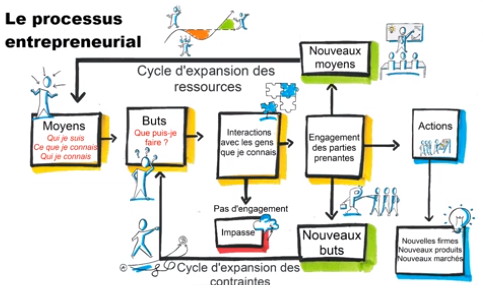 Le processus
entrepreneurial
Nouveaux
moyens
Cycle d'expansion des
ressources
Moyens
Qui je suis
Ce que je connais
Qui je connais
Buts
Que puis-je
faire ?
Interactions
avec les gens
que je connais
Engagement
des parties
prenantes
Actions
Pas d'engagement
Impasse
Nouveaux
buts
Nouvelles firmes
Nouveaux produits
Nouveaux marchés
Cycle d'expansion des
contraintes